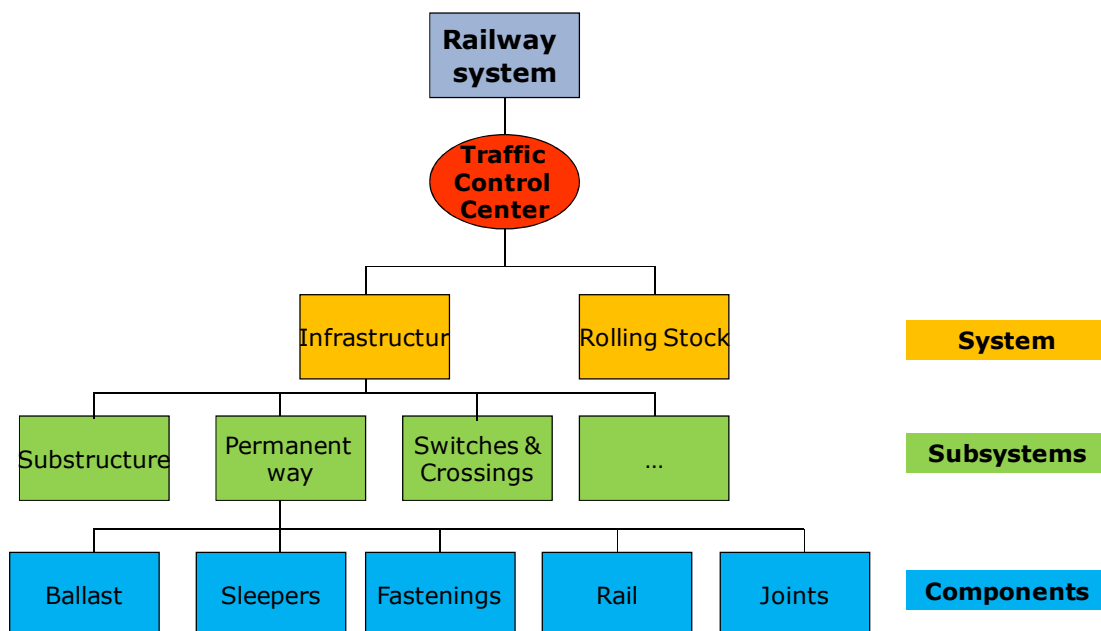 Railway
system
Traffic
Control
Center
Infrastructur
Rolling Stock
System
Substructure
Permanent
way
Switches &
Crossings
...
Subsystems
Ballast
Sleepers
Fastenings
Rail
Joints
Components